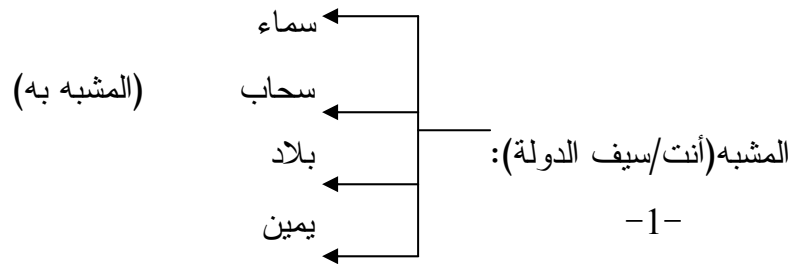 سماء
سحاب (المشبه به)
المشبه(أنت/سيف الدولة):
بلاد
يمين
-1-